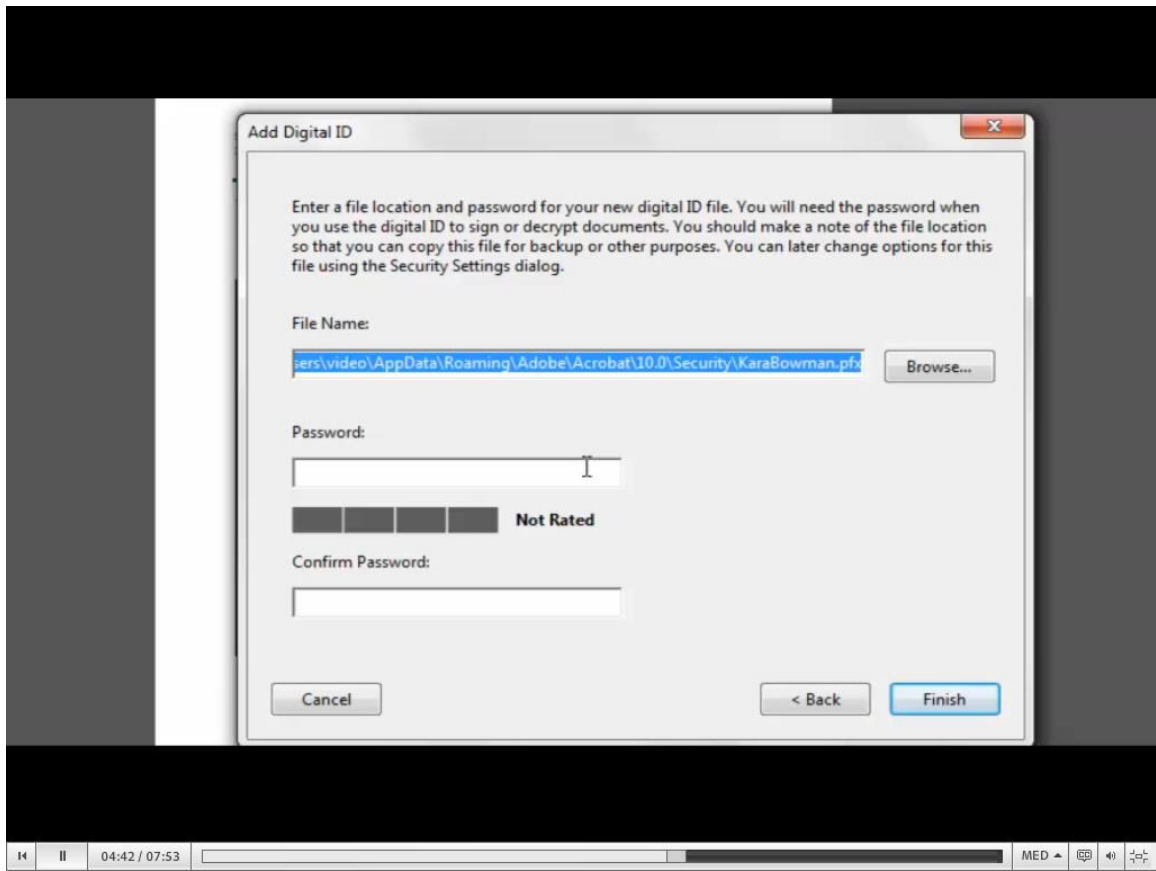 Add Digital ID
Enter a file location and password for your new digital ID file. You will need the password when
you use the digital ID to sign or decrypt documents. You should make a note of the file location
so that you can copy this file for backup or other purposes. You can later change options for this
file using the Security Settings dialog.
File Name:
sers\video\AppData\Roaming\Adobe\Acrobat\10.0\Security\KaraBowman.pfx
Browse...
Password:
Not Rated
Confirm Password:
Cancel
< Back
Finish
04:42 / 07:53
MED
CC